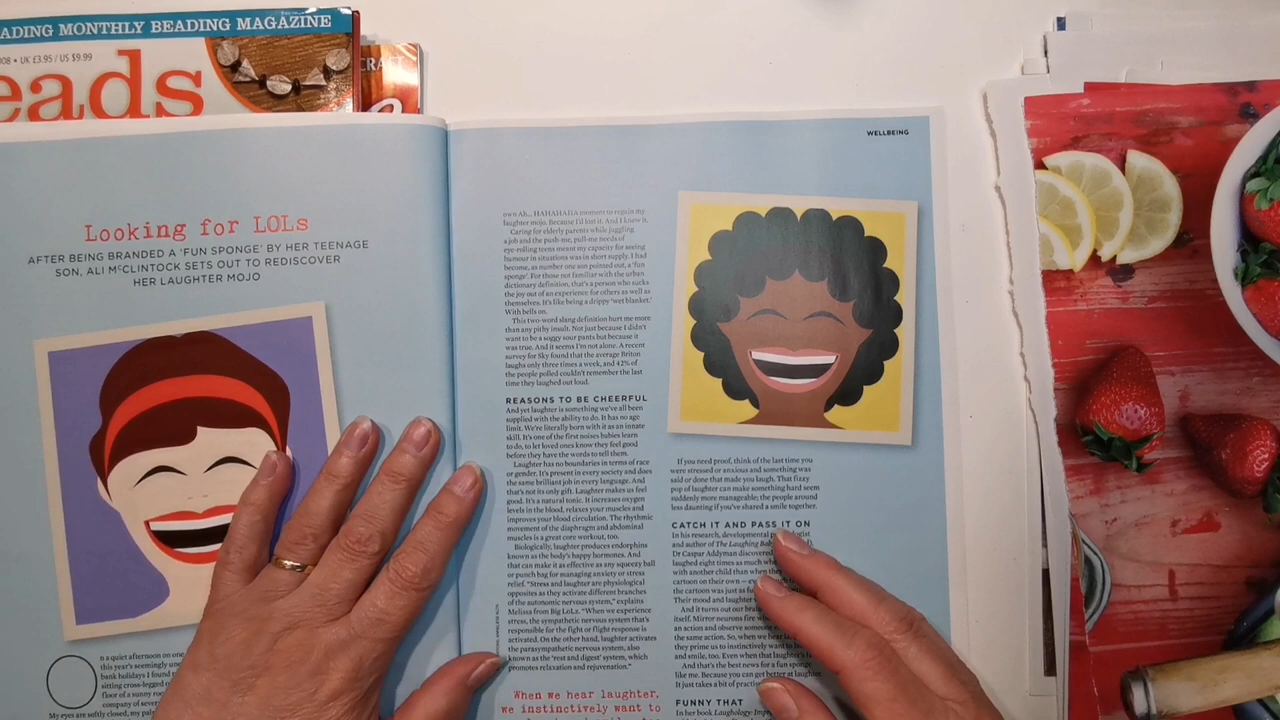 ADING MONTHLY BEADING MAGAZINE
008 • UK £3.95 / US $9.99
eads
CRAFT
WELLBEING
Looking for LOLs
AFTER BEING BRANDED A 'FUN SPONGE' BY HER TEENAGE
SON, ALI McCLINTOCK SETS OUT TO REDISCOVER
HER LAUGHTER MOJO
O
n a quiet afternoon on one
this year's seemingly
bank holidays I found
sitting cross-legged
floor of a sunny
company of
My eyes are softly closed, my
own Ah... HAHAHAHA moment to regain my
laughter mojo. Because I'd lost it. And I knew it.
Caring for elderly parents while juggling
a job and the push-me, pull-me needs of
eye-rolling teens meant my capacity for seeing
humour in situations was in short supply. I had
become, as number one son pointed out, a 'fun
sponge'. For those not familiar with the urban
dictionary definition, that's a person who sucks
the joy out of an experience for others as well as
themselves. It's like being a drippy 'wet blanket.'
With bells on.
This two-word slang definition hurt me more
than any pithy insult. Not just because I didn't
want to be a soggy sour pants but because it
was true. And it seems I'm not alone. A recent
survey for Sky found that the average Briton
laughs only three times a week, and 42% of
the people polled couldn't remember the last
time they laughed out loud.
REASONS TO BE CHEERFUL
And yet laughter is something we've all been
supplied with the ability to do. It has no age
limit. We're literally born with it as an innate
skill. It's one of the first noises babies learn
to do, to let loved ones know they feel good
before they have the words to tell them.
Laughter has no boundaries in terms of race
or gender. It's present in every society and does
the same brilliant job in every language. And
that's not its only gift. Laughter makes us feel
good. It's a natural tonic. It increases oxygen
levels in the blood, relaxes your muscles and
improves your blood circulation. The rhythmic
movement of the diaphragm and abdominal
muscles is a great core workout, too.
Biologically, laughter produces endorphins
known as the body's happy hormones. And
that can make it as effective as any squeezy ball
or punch bag for managing anxiety or stress
relief. "Stress and laughter are physiological
opposites as they activate different branches
of the autonomic nervous system," explains
Melissa from Big LoLs. "When we experience
stress, the sympathetic nervous system that's
responsible for the fight or flight response is
activated. On the other hand, laughter activates
the parasympathetic nervous system, also
known as the 'rest and digest' system, which
promotes relaxation and rejuvenation."
When we hear laughter,
we instinctively want to
If you need proof, think of the last time you
were stressed or anxious and something was
said or done that made you laugh. That fizzy
pop of laughter can make something hard seem
suddenly more manageable; the people around
less daunting if you've shared a smile together.
CATCH IT AND PASS IT ON
In his research, developmental
and author of The Laughing
Dr Caspar Addyman discovered
laughed eight times as much
with another child than when they
cartoon on their own —
the cartoon was just as
Their mood and laughter
And it turns out our
itself. Mirror neurons fire
an action and observe someone
the same action. So, when we hear
they prime us to instinctively want to
and smile, too. Even when that laughter's
And that's the best news for a fun sponge
like me. Because you can get better at
It just takes a bit of
FUNNY THAT
In her book Laughology: